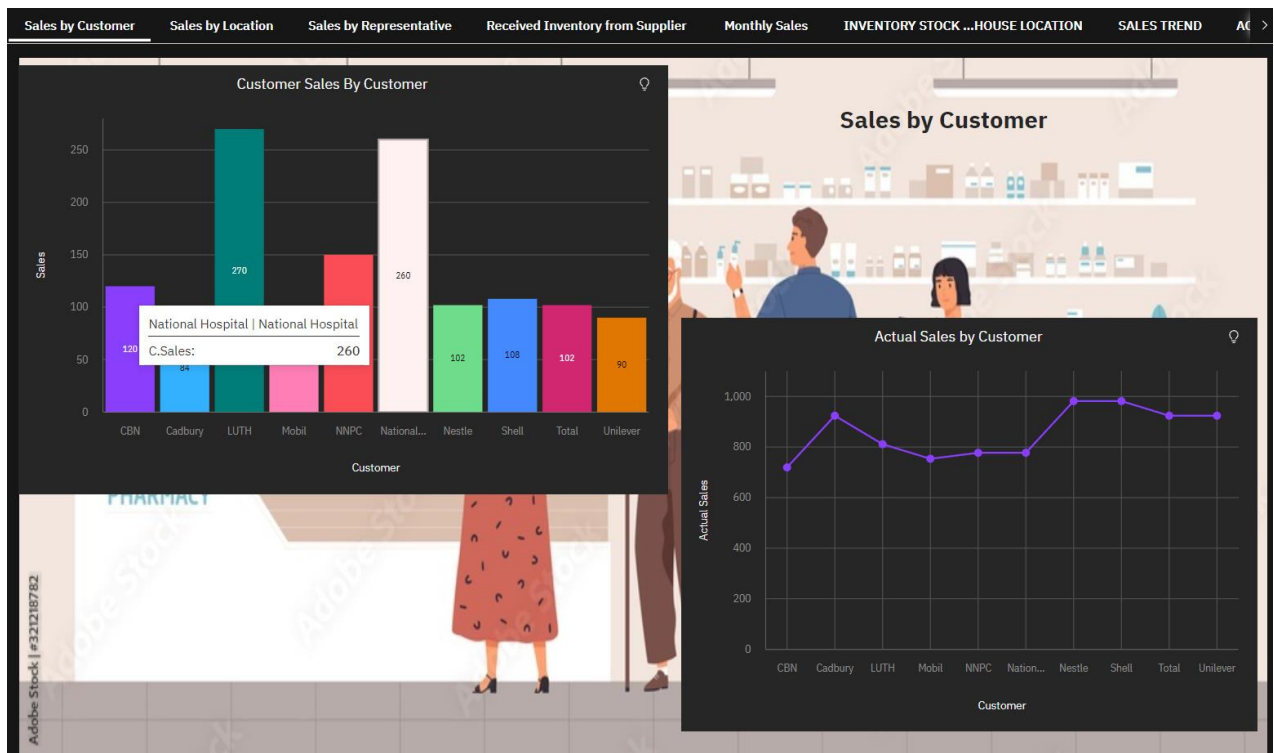 Sales by Customer Sales by Location Sales by Representative Received Inventory from Supplier Monthly Sales INVENTORY STOCK ...HOUSE LOCATION SALES TREND
Customer Sales By Customer
Sales
250
200
150
100
50
0
120
84
270
260
102
108
102
90
National Hospital | National Hospital
C.Sales: 260
CBN Cadbury LUTH Mobil NNPC National... Nestle Shell Total Unilever
Customer
Sales by Customer
Actual Sales by Customer
Actual Sales
1,000
800
600
400
200
0
CBN Cadbury LUTH Mobil NNPC Nation... Nestle Shell Total Unilever
Customer
PHARMACY
Adobe Stock | #321218782
Adobe Stock